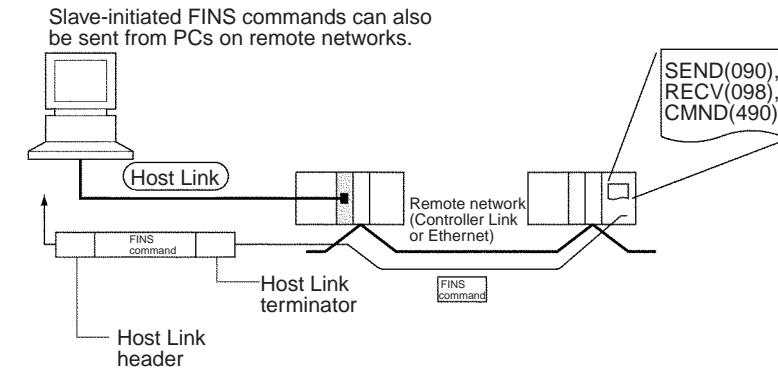 Slave-initiated FINS commands can also
be sent from PCs on remote networks.
SEND(090),
RECV(098),
CMND(490)
Host Link
Remote network
(Controller Link
or Ethernet)
FINS
command
FINS
command
Host Link
terminator
Host Link
header